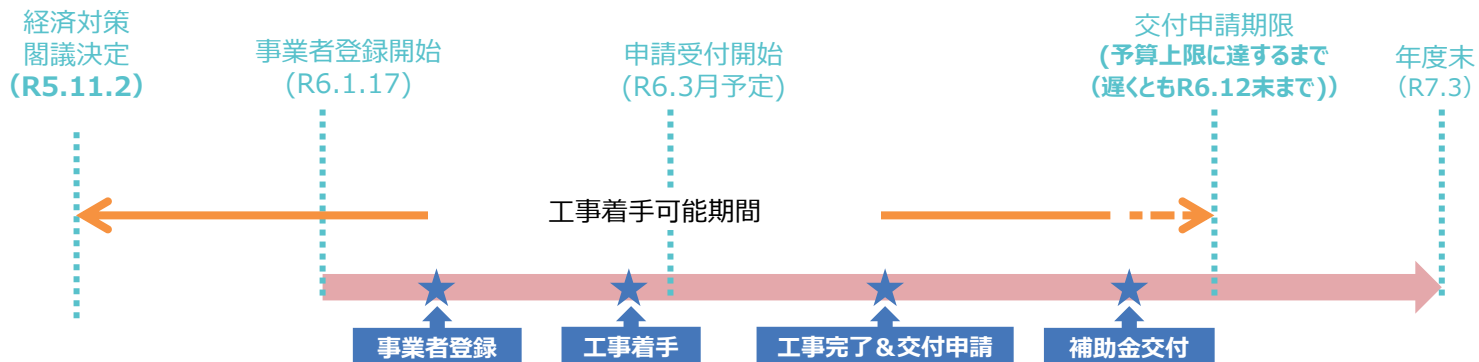 経済対策
閣議決定
（R5.11.2）
事業者登録開始
(R6.1.17)
申請受付開始
(R6.3月予定)
交付申請期限
(予算上限に達するまで
（遅くともR6.12末まで))
年度末
（R7.3）
工事着手可能期間
事業者登録
工事着手
工事完了＆交付申請
補助金交付